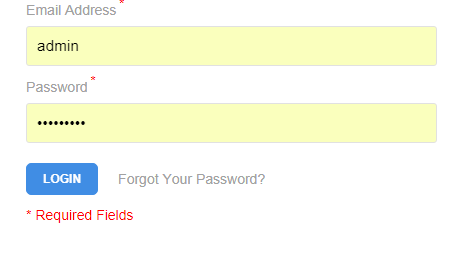 Email Address *
admin
Password *
•••••••••
LOGIN Forgot Your Password?
* Required Fields